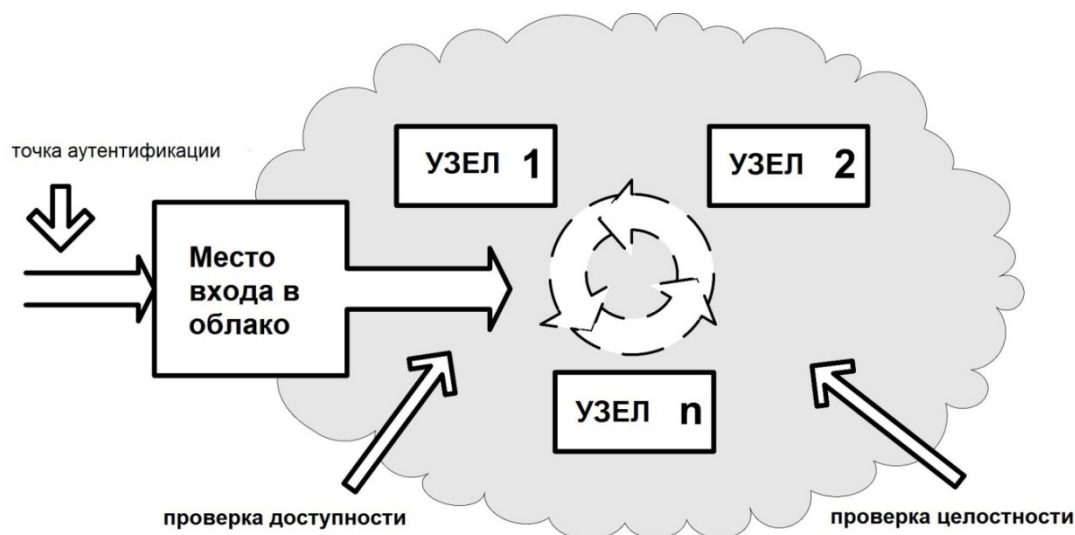 точка аутентификации
УЗЕЛ 1
УЗЕЛ 2
Место
входа в
облако
УЗЕЛ n
проверка доступности
проверка целостности